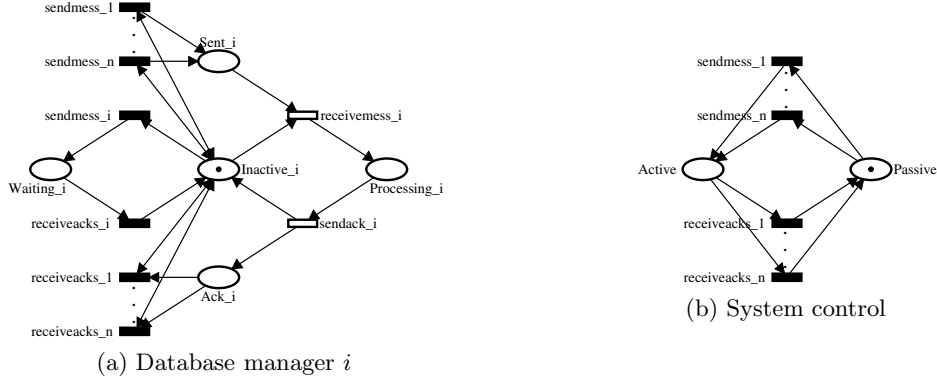 sendmess_1
Sent_i
sendmess_n
sendmess_i
receivemess_i
Inactive_i
Waiting_i
Processing_i
receiveacks_i
sendack_i
receiveacks_1
Ack_i
receiveacks_n
(a) Database manager i
sendmess_1
sendmess_n
Active
Passive
receiveacks_1
receiveacks_n
(b) System control